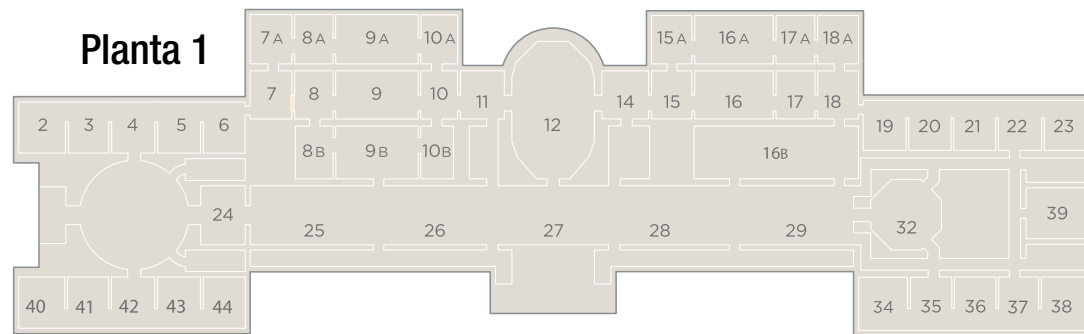 Planta 1
7A 8A 9A 10A 15A 16A 17A 18A
7 8 9 10 11 12 14 15 16 17 18
2 3 4 5 6 19 20 21 22 23
8B 9B 10B 16B
24 32 39
25 26 27 28 29
40 41 42 43 44 34 35 36 37 38